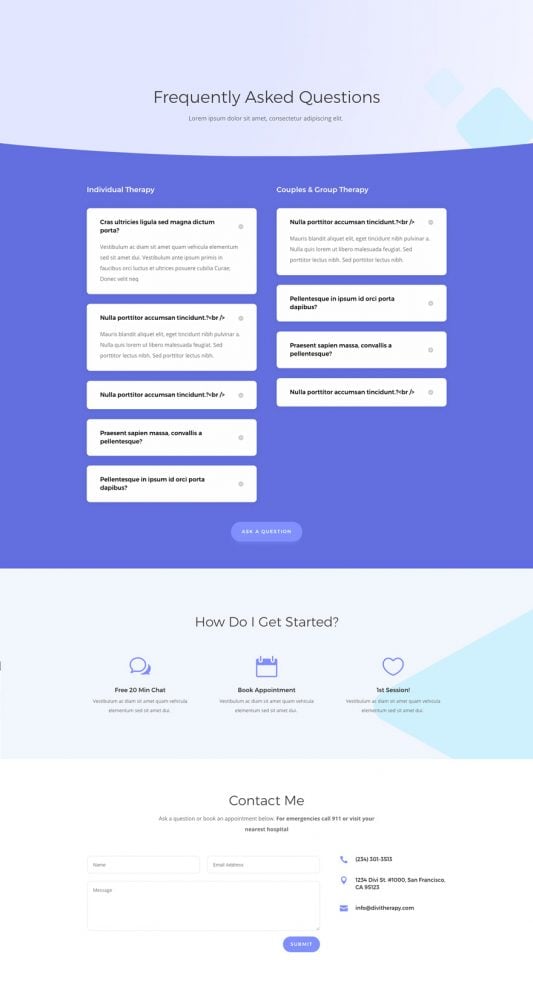 Frequently Asked Questions
Lorem ipsum dolor sit amet, consectetur adipiscing elit.
Individual Therapy
Cras ultricies ligula sed magna dictum
porta?
Vestibulum ac diam sit amet quam vehicula elementum
sed sit amet dui. Vestibulum ante ipsum primis in
faucibus orci luctus et ultrices posuere cubilia Curae;
Donec velit neq
Nulla porttitor accumsan tincidunt.?<br />
Mauris blandit aliquet elit, eget tincidunt nibh pulvinar a.
Nulla quis lorem ut libero malesuada feugiat. Sed
porttitor lectus nibh. Sed porttitor lectus nibh.
Nulla porttitor accumsan tincidunt.?<br />
Praesent sapien massa, convallis a
pellentesque?
Pellentesque in ipsum id orci porta
dapibus?
Couples & Group Therapy
Nulla porttitor accumsan tincidunt.?<br />
Mauris blandit aliquet elit, eget tincidunt nibh pulvinar a.
Nulla quis lorem ut libero malesuada feugiat. Sed
porttitor lectus nibh. Sed porttitor lectus nibh.
Pellentesque in ipsum id orci porta
dapibus?
Praesent sapien massa, convallis a
pellentesque?
Nulla porttitor accumsan tincidunt.?<br />
ASK A QUESTION
How Do I Get Started?
Free 20 Min Chat
Vestibulum ac diam sit amet quam vehicula
elementum sed sit amet dui.
Book Appointment
Vestibulum ac diam sit amet quam vehicula
elementum sed sit amet dui.
1st Session!
Vestibulum ac diam sit amet quam vehicula
elementum sed sit amet dui.
Contact Me
Ask a question or book an appointment below. For emergencies call 911 or visit your
nearest hospital
Name
Email Address
Message
SUBMIT
(234) 301-3513
1234 Divi St. #1000, San Francisco,
CA 95123
info@divitherapy.com